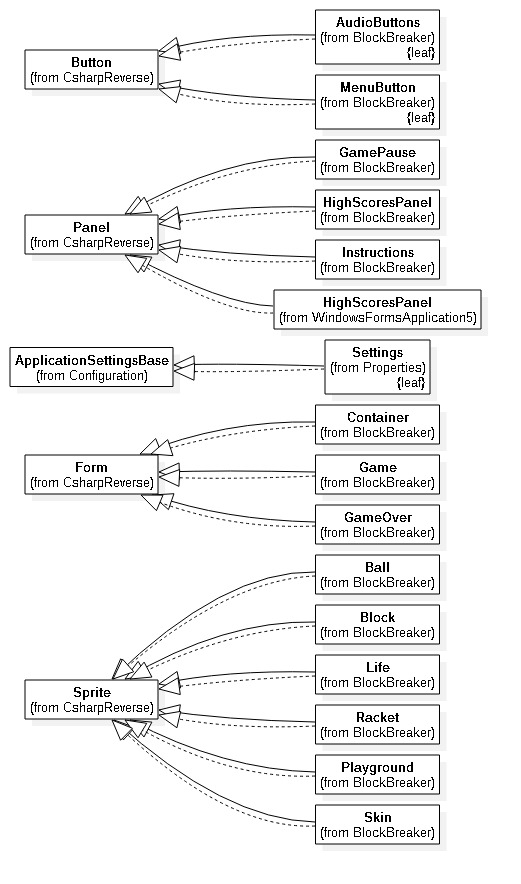 AudioButtons
(from BlockBreaker)
{leaf}
Button
(from CsharpReverse)
MenuButton
(from BlockBreaker)
{leaf}
GamePause
(from BlockBreaker)
HighScoresPanel
(from BlockBreaker)
Panel
(from CsharpReverse)
Instructions
(from BlockBreaker)
HighScoresPanel
(from WindowsFormsApplication5)
ApplicationSettingsBase
(from Configuration)
Settings
(from Properties)
{leaf}
Container
(from BlockBreaker)
Form
(from CsharpReverse)
Game
(from BlockBreaker)
GameOver
(from BlockBreaker)
Ball
(from BlockBreaker)
Block
(from BlockBreaker)
Life
(from BlockBreaker)
Sprite
(from CsharpReverse)
Racket
(from BlockBreaker)
Playground
(from BlockBreaker)
Skin
(from BlockBreaker)